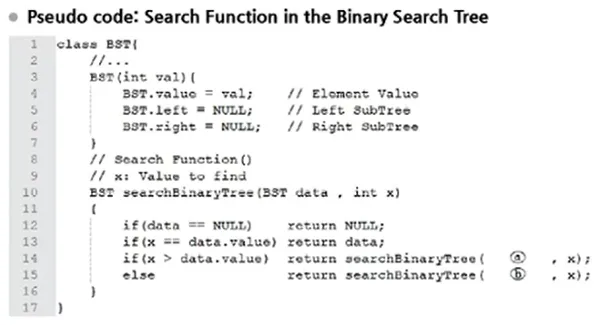 ● Pseudo code: Search Function in the Binary Search Tree
1 class BST{
2 //...
3 BST(int val){
4 BST.value = val; // Element Value
5 BST.left = NULL; // Left SubTree
6 BST.right = NULL; // Right SubTree
7 }
8 // Search Function()
9 // x: Value to find
10 BST searchBinaryTree(BST data , int x)
11 {
12 if(data == NULL) return NULL;
13 if(x == data.value) return data;
14 if(x > data.value) return searchBinaryTree( ⓐ , x);
15 else return searchBinaryTree( ⓑ , x);
16 }
17 }